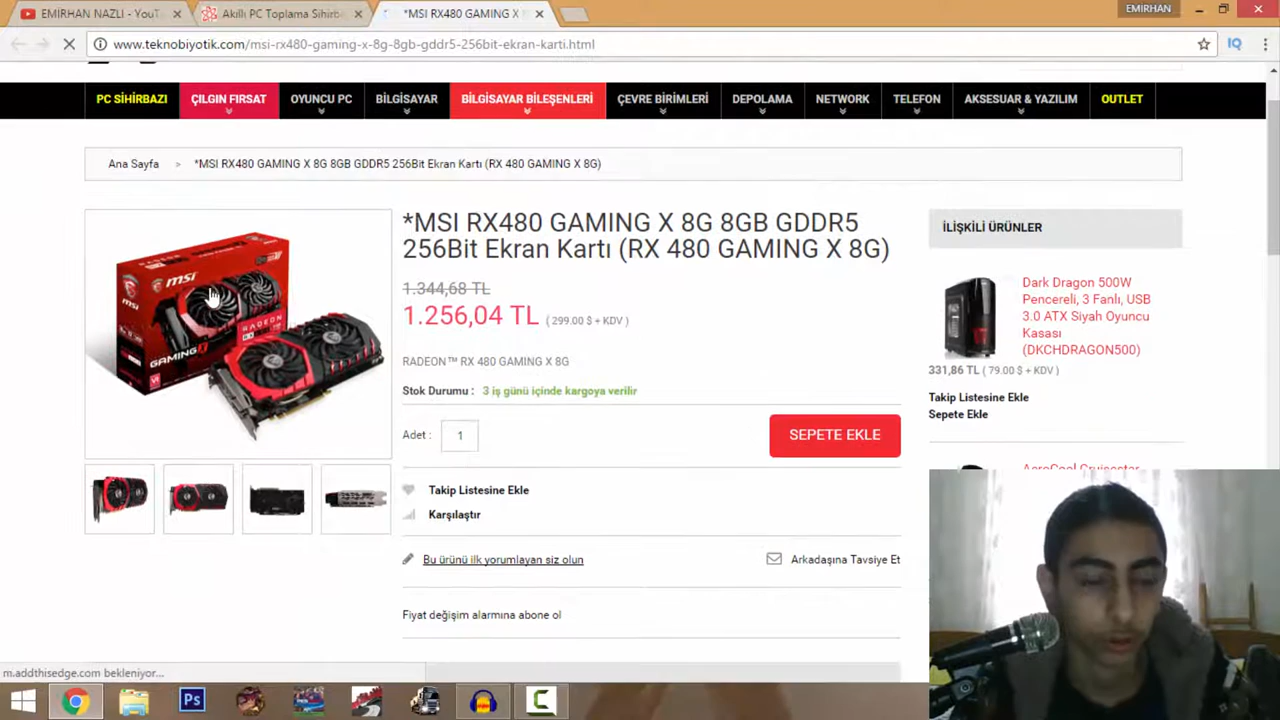 EMİRHAN NAZLI - YouT
Akıllı PC Toplama Sihirb
*MSI RX480 GAMING X
EMİRHAN
www.teknobiyotik.com/msi-rx480-gaming-x-8g-8gb-gddr5-256bit-ekran-karti.html
IQ
PC SİHİRBAZI
ÇILGIN FIRSAT
OYUNCU PC
BİLGİSAYAR
BİLGİSAYAR BİLEŞENLERİ
ÇEVRE BİRİMLERİ
DEPOLAMA
NETWORK
TELEFON
AKSESUAR & YAZILIM
OUTLET
Ana Sayfa > *MSI RX480 GAMING X 8G 8GB GDDR5 256Bit Ekran Kartı (RX 480 GAMING X 8G)
*MSI RX480 GAMING X 8G 8GB GDDR5
256Bit Ekran Kartı (RX 480 GAMING X 8G)
1.344,68 TL
1.256,04 TL ( 299.00 $ + KDV )
RADEON™ RX 480 GAMING X 8G
Stok Durumu : 3 iş günü içinde kargoya verilir
Adet : 1
SEPETE EKLE
Takip Listesine Ekle
Karşılaştır
Bu ürünü ilk yorumlayan siz olun
Arkadaşına Tavsiye Et
Fiyat değişim alarmına abone ol
İLİŞKİLİ ÜRÜNLER
Dark Dragon 500W
Pencereli, 3 Fanlı, USB
3.0 ATX Siyah Oyuncu
Kasası
(DKCHDRAGON500)
331,86 TL ( 79.00 $ + KDV )
Takip Listesine Ekle
Sepete Ekle
msi
RADEON
GAMING X
m.addthisedge.com bekleniyor...
Ps